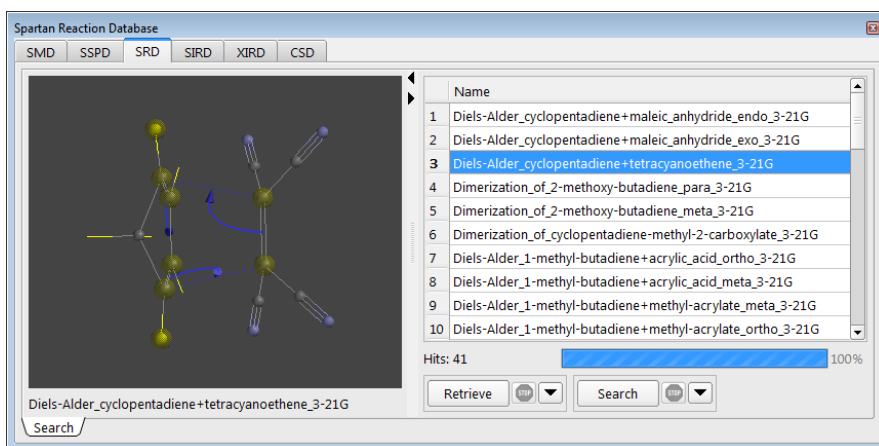 Spartan Reaction Database
SMD SSPD SRD SIRD XIRD CSD
Name
1 Diels-Alder_cyclopentadiene+maleic_anhydride_endo_3-21G
2 Diels-Alder_cyclopentadiene+maleic_anhydride_exo_3-21G
3 Diels-Alder_cyclopentadiene+tetracyanoethene_3-21G
4 Dimerization_of_2-methoxy-butadiene_para_3-21G
5 Dimerization_of_2-methoxy-butadiene_meta_3-21G
6 Dimerization_of_cyclopentadiene-methyl-2-carboxylate_3-21G
7 Diels-Alder_1-methyl-butadiene+acrylic_acid_ortho_3-21G
8 Diels-Alder_1-methyl-butadiene+acrylic_acid_meta_3-21G
9 Diels-Alder_1-methyl-butadiene+methyl-acrylate_meta_3-21G
10 Diels-Alder_1-methyl-butadiene+methyl-acrylate_ortho_3-21G
Hits: 41 100%
Retrieve STOP Search STOP
Diels-Alder_cyclopentadiene+tetracyanoethene_3-21G
Search